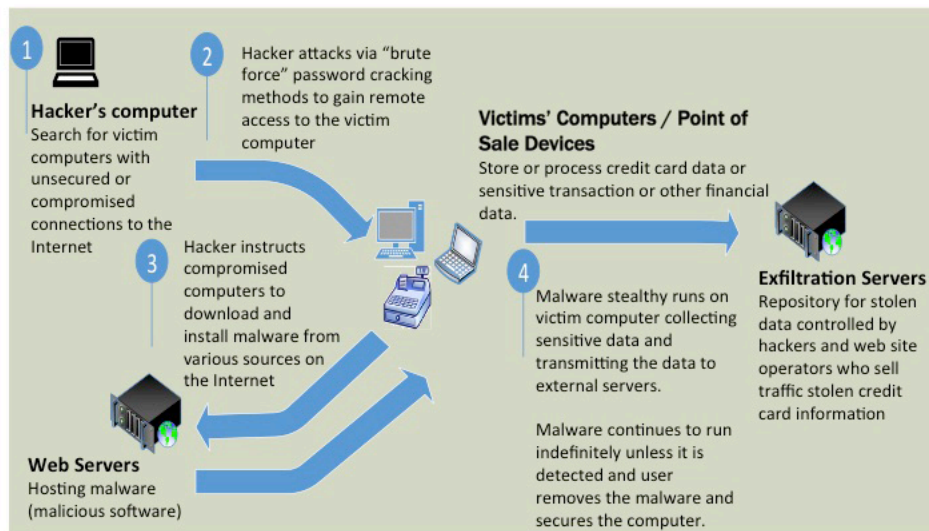 1
Hacker's computer
Search for victim
computers with
unsecured or
compromised
connections to the
Internet
2
Hacker attacks via “brute
force” password cracking
methods to gain remote
access to the victim
computer
3
Hacker instructs
compromised
computers to
download and
install malware from
various sources on
the Internet
Web Servers
Hosting malware
(malicious software)
Victims' Computers / Point of
Sale Devices
Store or process credit card data or
sensitive transaction or other financial
data.
4
Malware stealthy runs on
victim computer collecting
sensitive data and
transmitting the data to
external servers.
Malware continues to run
indefinitely unless it is
detected and user
removes the malware and
secures the computer.
Exfiltration Servers
Repository for stolen
data controlled by
hackers and web site
operators who sell
traffic stolen credit
card information